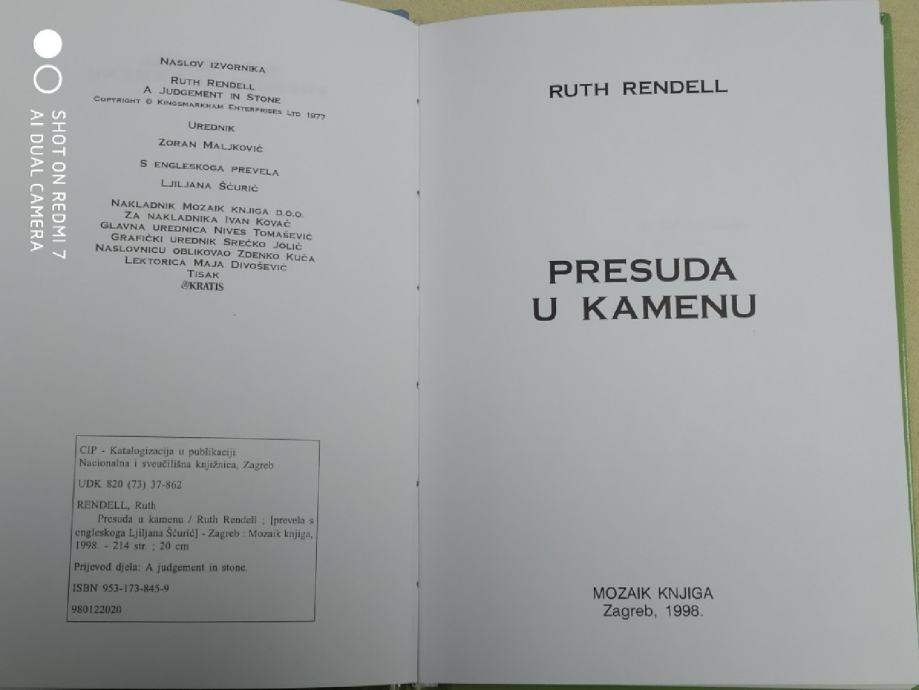 NASLOV IZVORNIKA
RUTH RENDELL
A JUDGEMENT IN STONE
COPYRIGHT © KINGSMARKHAM ENTERPRISES LTD 1977
UREDNIK
ZORAN MALJKOVIĆ
S ENGLESKOGA PREVELA
LJILJANA ŠĆURIĆ
NAKLADNIK MOZAIK KNJIGA D.O.O.
ZA NAKLADNIKA IVAN KOVAČ
GLAVNA UREDNICA NIVES TOMAŠEVIĆ
GRAFIČKI UREDNIK SREĆKO JOLIĆ
NASLOVNICU OBLIKOVAO ZDENKO KUĆA
LEKTORICA MAJA DIVOŠEVIĆ
TISAK
KRATIS
CIP - Katalogizacija u publikaciji
Nacionalna i sveučilišna knjižnica, Zagreb
UDK 820 (73) 37-862
RENDELL, Ruth
Presuda u kamenu / Ruth Rendell ; [prevela s
engleskoga Ljiljana Šćurić] - Zagreb : Mozaik knjiga,
1998. - 214 str. ; 20 cm
Prijevod djela: A judgement in stone.
ISBN 953-173-845-9
980122020
RUTH RENDELL
PRESUDA
U KAMENU
MOZAIK KNJIGA
Zagreb, 1998.
SHOT ON REDMI 7
AI DUAL CAMERA